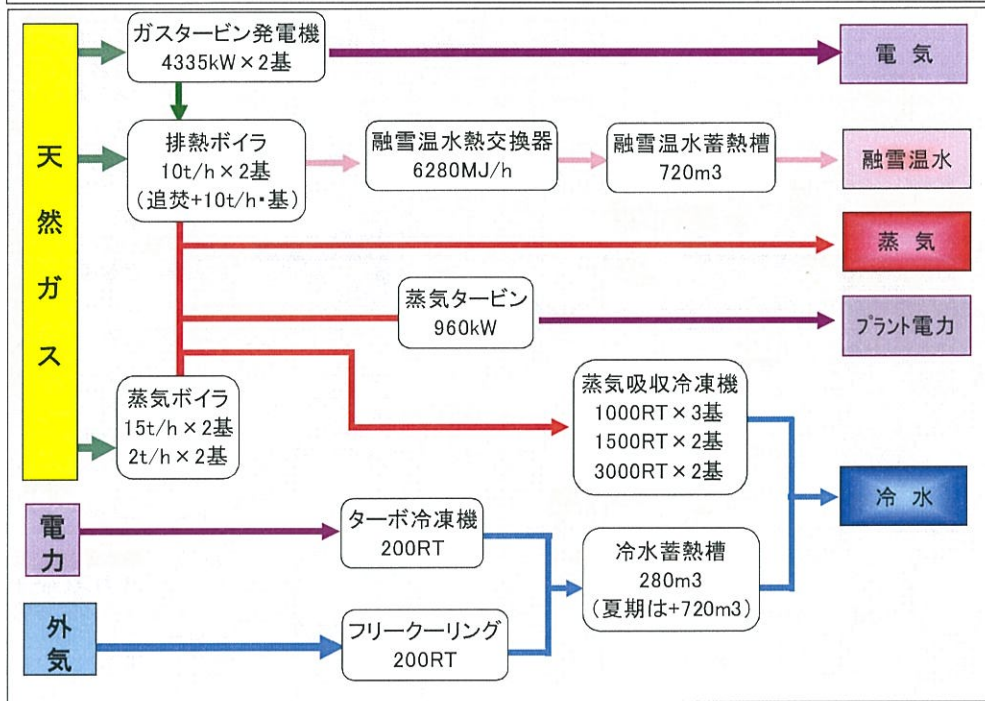 天然ガス
ガスタービン発電機
4335kW×2基
電気
排熱ボイラ
10t/h×2基
(追焚+10t/h・基)
融雪温水熱交換器
6280MJ/h
融雪温水蓄熱槽
720m3
融雪温水
蒸気
蒸気タービン
960kW
プラント電力
蒸気ボイラ
15t/h×2基
2t/h×2基
蒸気吸収冷凍機
1000RT×3基
1500RT×2基
3000RT×2基
冷水
電力
ターボ冷凍機
200RT
冷水蓄熱槽
280m3
(夏期は+720m3)
外気
フリークーリング
200RT